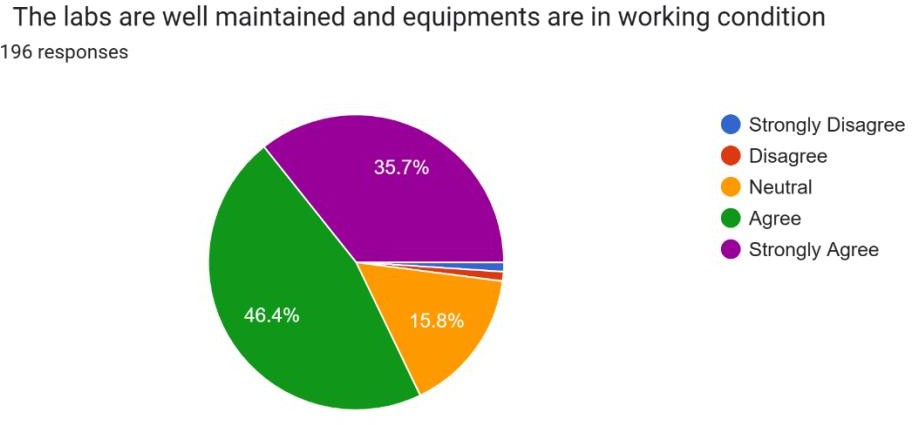 The labs are well maintained and equipments are in working condition
196 responses
35.7%
46.4%
15.8%
Strongly Disagree
Disagree
Neutral
Agree
Strongly Agree